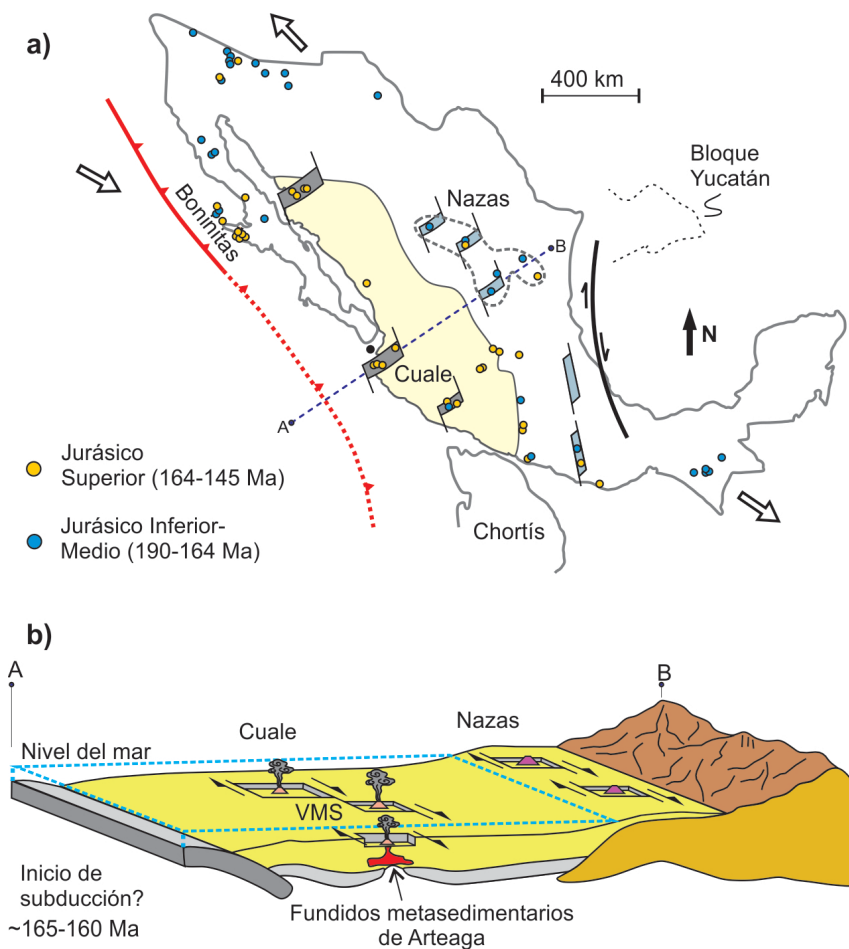 a)
400 km
Bloque
Yucatán
Boninitas
Nazas
B
N
Cuale
A
Jurásico
Superior (164-145 Ma)
Jurásico Inferior-
Medio (190-164 Ma)
Chortís
b)
A
B
Cuale
Nazas
Nivel del mar
VMS
Inicio de
subducción?
~165-160 Ma
Fundidos metasedimentarios
de Arteaga